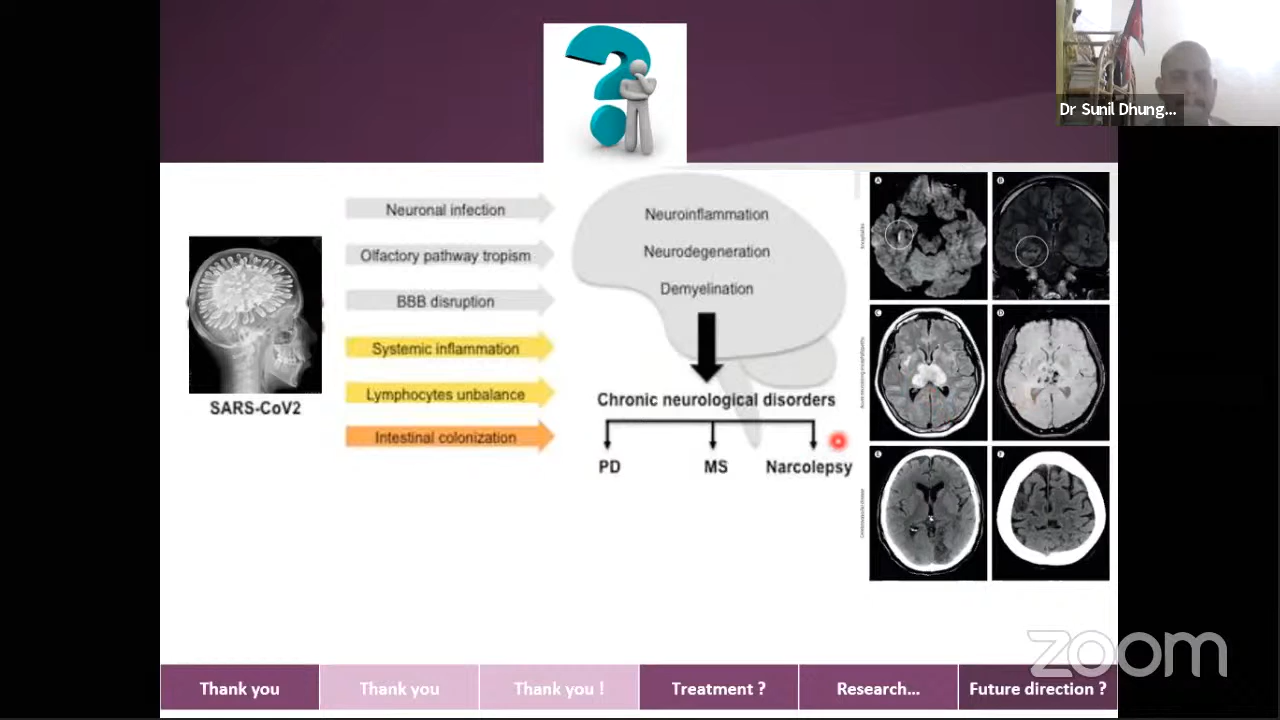 Dr Sunil Dhung...
Neuronal infection
Olfactory pathway tropism
BBB disruption
Systemic inflammation
Lymphocytes unbalance
Intestinal colonization
SARS-CoV2
Neuroinflammation
Neurodegeneration
Demyelination
Chronic neurological disorders
PD
MS
Narcolepsy
A
B
C
D
E
F
zoom
Thank you
Thank you
Thank you !
Treatment ?
Research...
Future direction ?